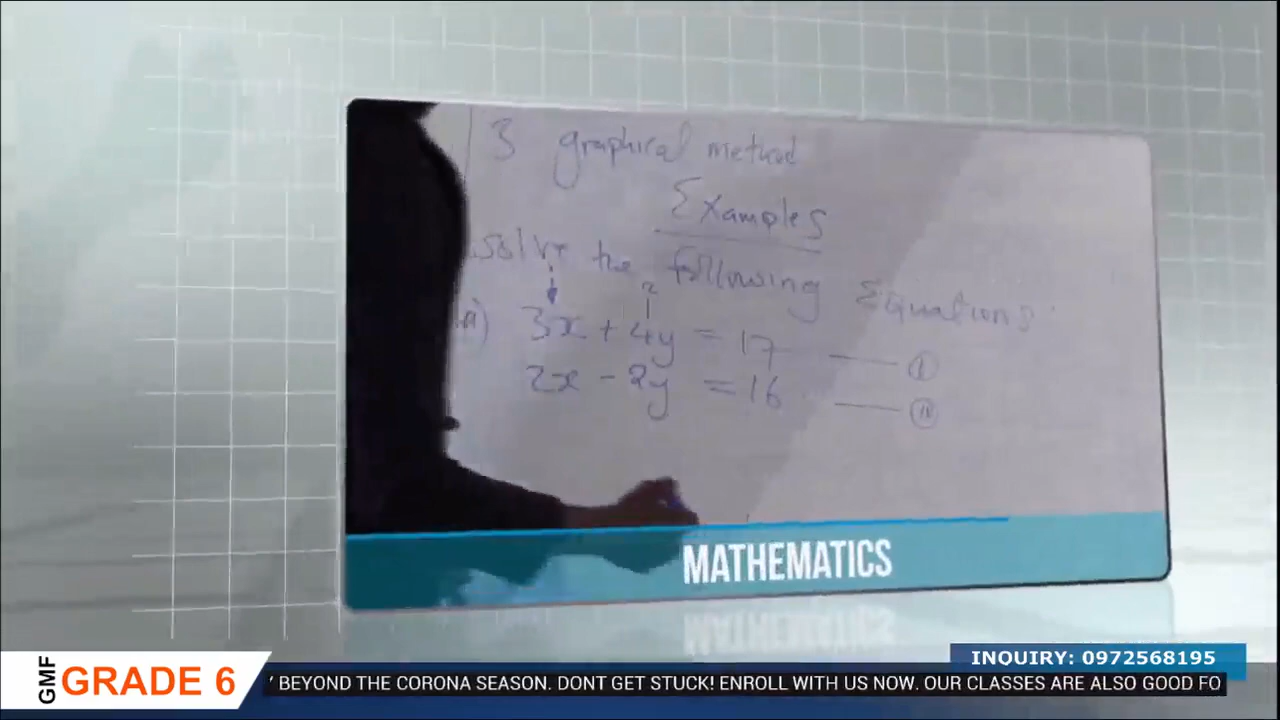 3 graphical method
Examples
solve the following Equations
a) 3x + 4y = 17 ①
2x - 2y = 16 ②
MATHEMATICS
INQUIRY: 0972568195
GMF
GRADE 6
BEYOND THE CORONA SEASON. DONT GET STUCK! ENROLL WITH US NOW. OUR CLASSES ARE ALSO GOOD FO